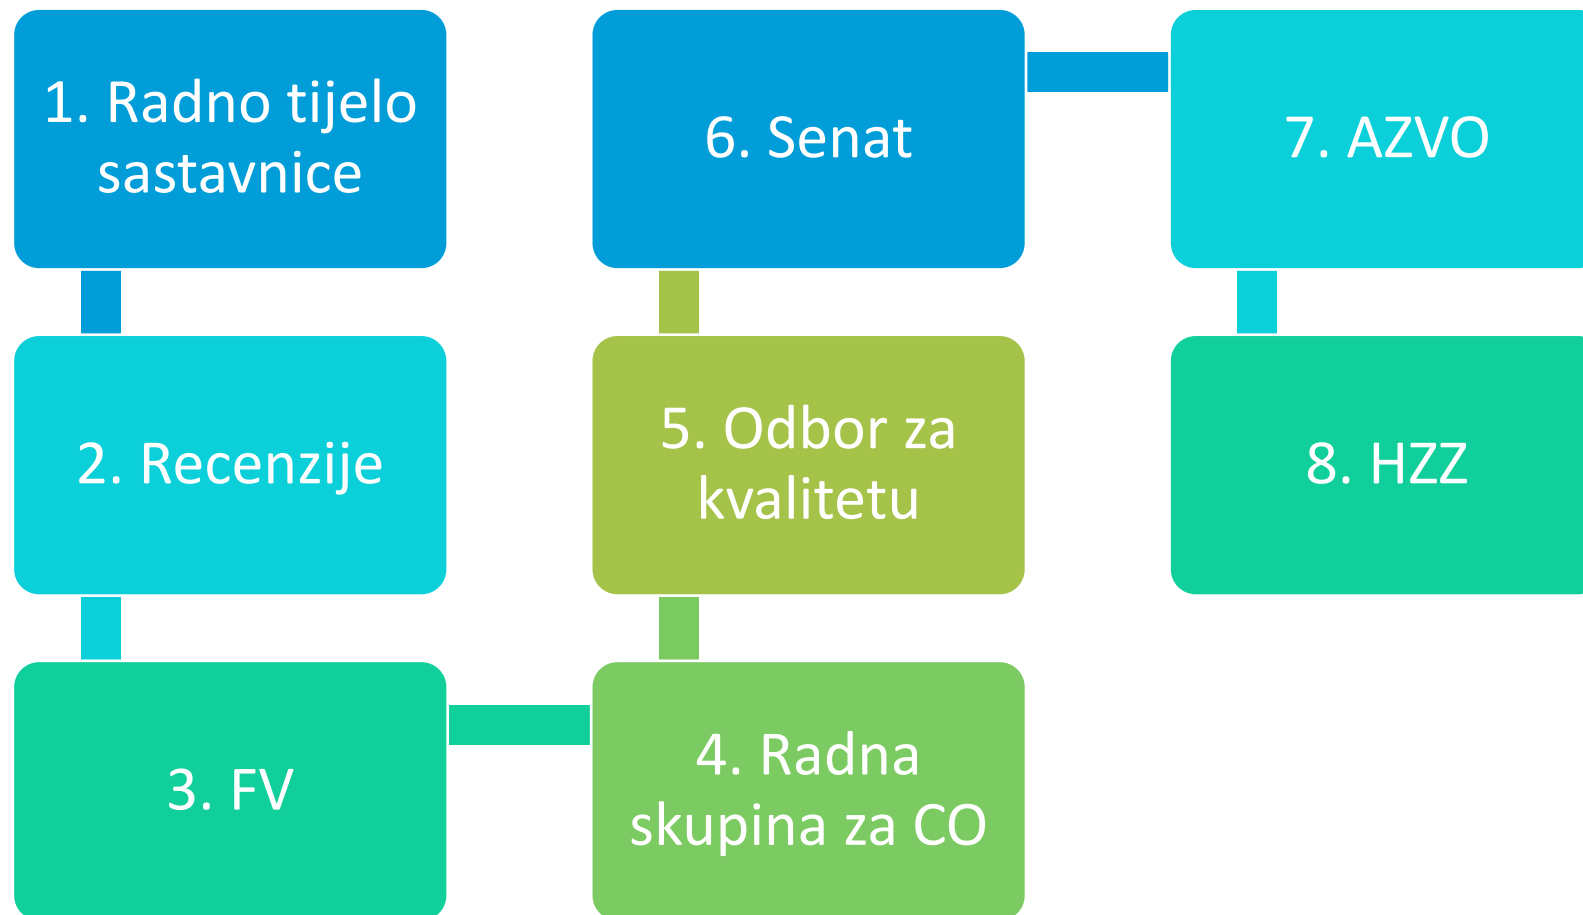 1. Radno tijelo
sastavnice
2. Recenzije
3. FV
4. Radna
skupina za CO
5. Odbor za
kvalitetu
6. Senat
7. AZVO
8. HZZ